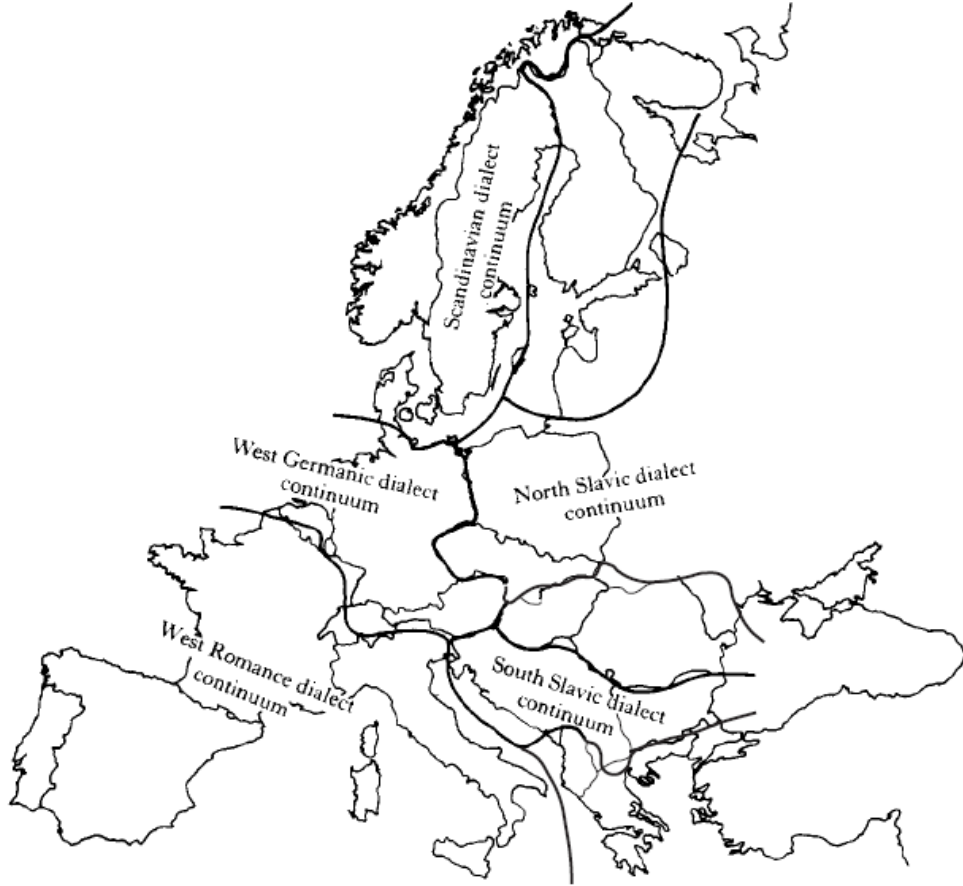 Scandinavian dialect
continuum
West Germanic dialect
continuum
North Slavic dialect
continuum
West Romance dialect
continuum
South Slavic dialect
continuum